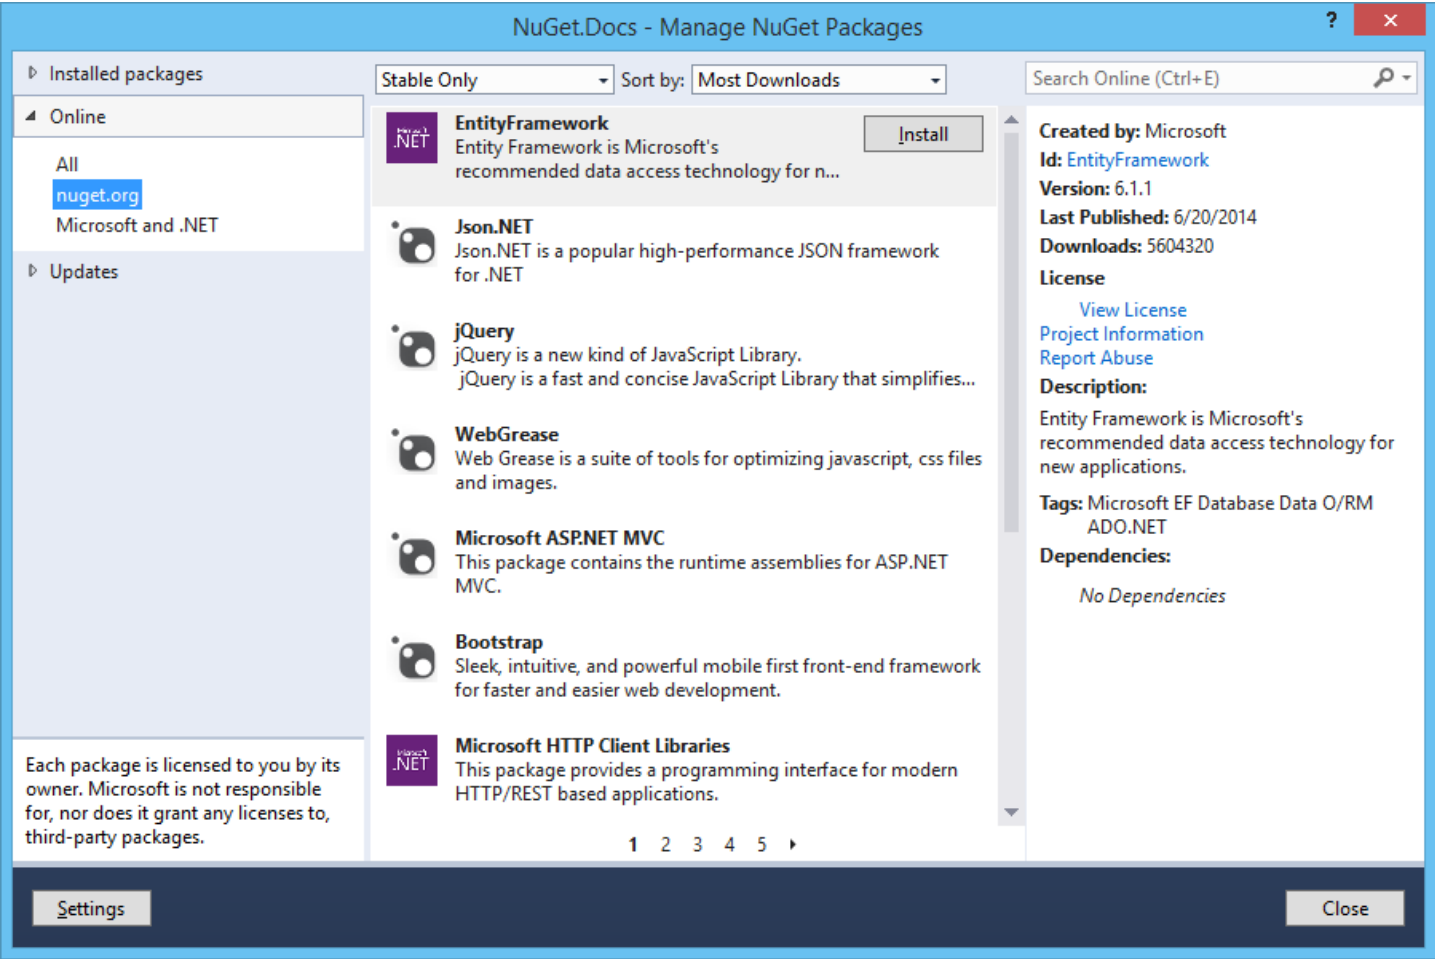 NuGet.Docs - Manage NuGet Packages
?
Installed packages
Online
All
nuget.org
Microsoft and .NET
Updates
Each package is licensed to you by its
owner. Microsoft is not responsible
for, nor does it grant any licenses to,
third-party packages.
Stable Only
Sort by:
Most Downloads
Microsoft
.NET
EntityFramework
Entity Framework is Microsoft's
recommended data access technology for n...
Install
Json.NET
Json.NET is a popular high-performance JSON framework
for .NET
jQuery
jQuery is a new kind of JavaScript Library.
jQuery is a fast and concise JavaScript Library that simplifies...
WebGrease
Web Grease is a suite of tools for optimizing javascript, css files
and images.
Microsoft ASP.NET MVC
This package contains the runtime assemblies for ASP.NET
MVC.
Bootstrap
Sleek, intuitive, and powerful mobile first front-end framework
for faster and easier web development.
Microsoft
.NET
Microsoft HTTP Client Libraries
This package provides a programming interface for modern
HTTP/REST based applications.
1 2 3 4 5
Search Online (Ctrl+E)
Created by: Microsoft
Id: EntityFramework
Version: 6.1.1
Last Published: 6/20/2014
Downloads: 5604320
License
View License
Project Information
Report Abuse
Description:
Entity Framework is Microsoft's
recommended data access technology for
new applications.
Tags: Microsoft EF Database Data O/RM
ADO.NET
Dependencies:
No Dependencies
Settings
Close